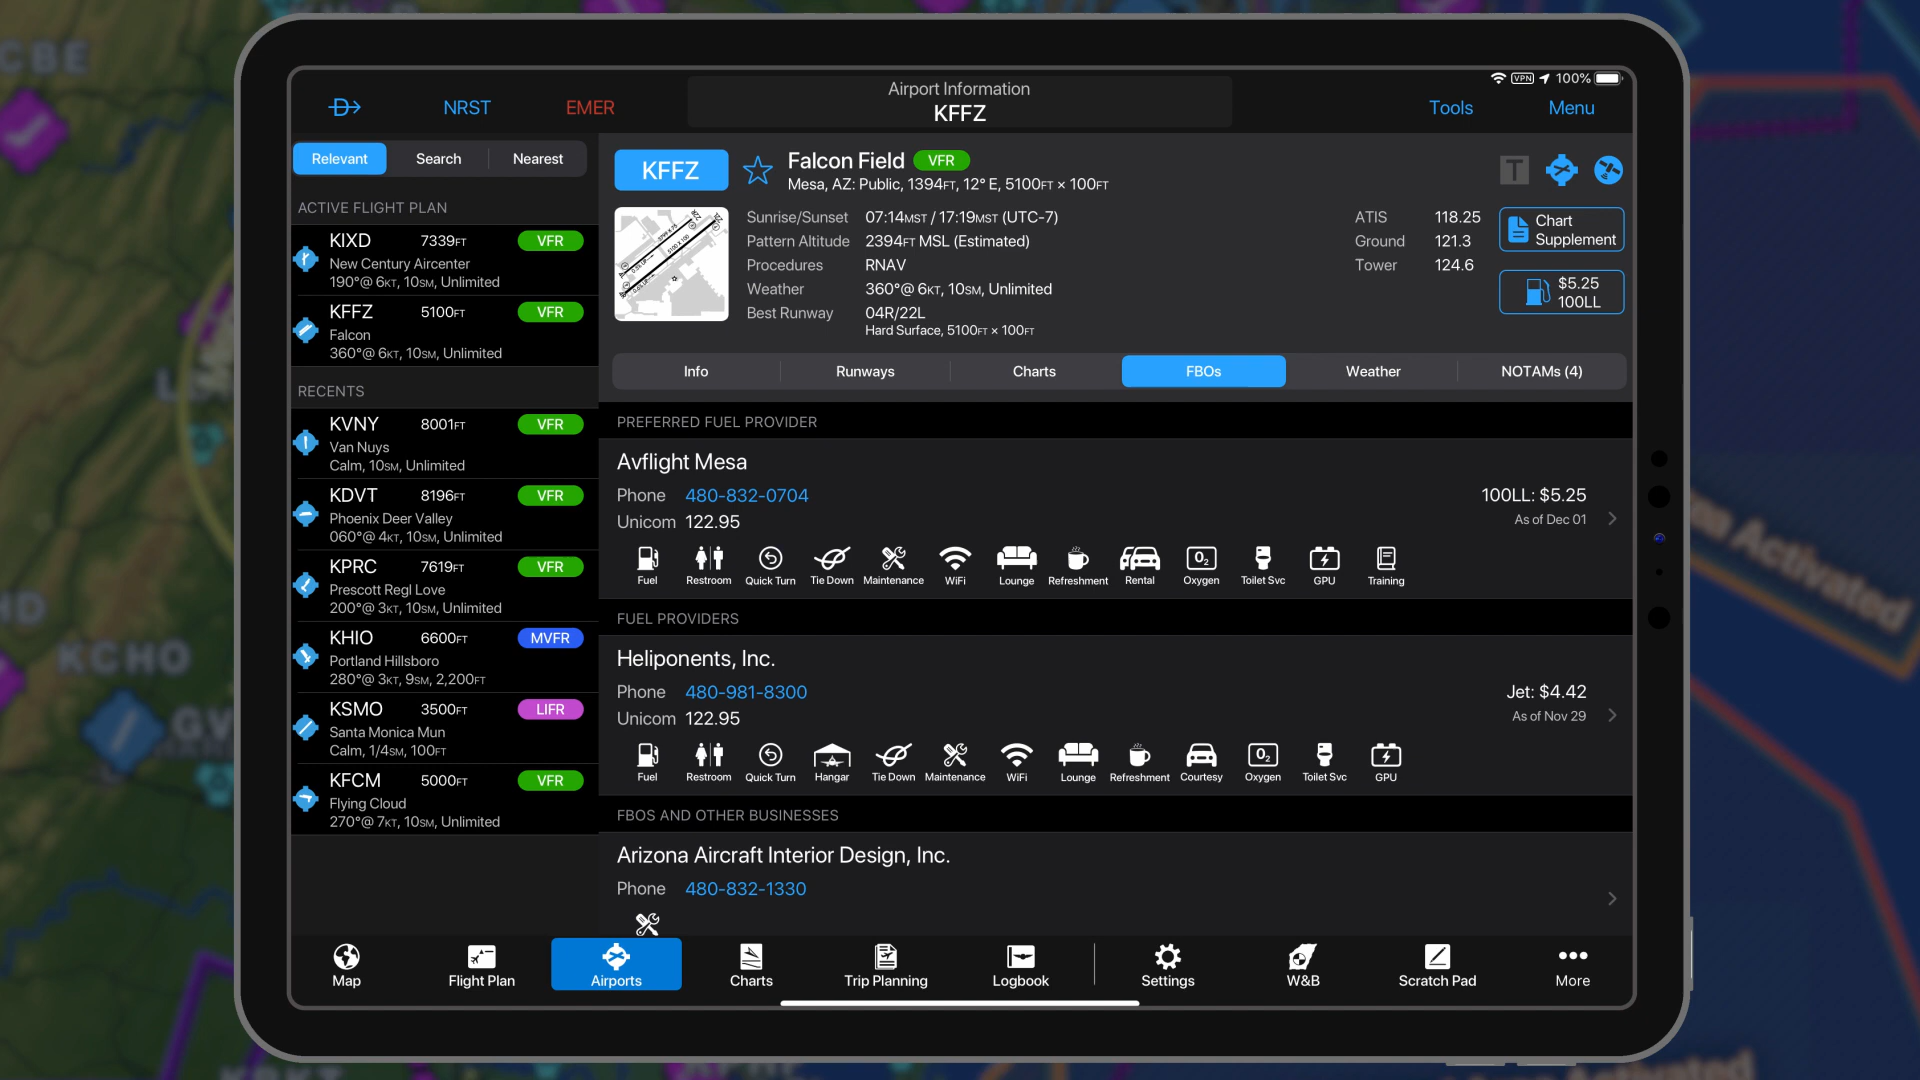 VPN 100%
NRST
EMER
Airport Information
KFFZ
Tools
Menu
Relevant
Search
Nearest
ACTIVE FLIGHT PLAN
KIXD 7339FT VFR
New Century Aircenter
190°@ 6KT, 10SM, Unlimited
KFFZ 5100FT VFR
Falcon
360°@ 6KT, 10SM, Unlimited
RECENTS
KVNY 8001FT VFR
Van Nuys
Calm, 10SM, Unlimited
KDVT 8196FT VFR
Phoenix Deer Valley
060°@ 4KT, 10SM, Unlimited
KPRC 7619FT VFR
Prescott Regl Love
200°@ 3KT, 10SM, Unlimited
KHIO 6600FT MVFR
Portland Hillsboro
280°@ 3KT, 9SM, 2,200FT
KSMO 3500FT LIFR
Santa Monica Mun
Calm, 1/4SM, 100FT
KFCM 5000FT VFR
Flying Cloud
270°@ 7KT, 10SM, Unlimited
KFFZ
Falcon Field VFR
Mesa, AZ: Public, 1394FT, 12° E, 5100FT × 100FT
T
Sunrise/Sunset 07:14MST / 17:19MST (UTC-7)
Pattern Altitude 2394FT MSL (Estimated)
Procedures RNAV
Weather 360°@ 6KT, 10SM, Unlimited
Best Runway 04R/22L
Hard Surface, 5100FT × 100FT
ATIS 118.25
Ground 121.3
Tower 124.6
Chart
Supplement
$5.25
100LL
Info
Runways
Charts
FBOs
Weather
NOTAMs (4)
PREFERRED FUEL PROVIDER
Avflight Mesa
Phone 480-832-0704
Unicom 122.95
100LL: $5.25
As of Dec 01
Fuel Restroom Quick Turn Tie Down Maintenance WiFi Lounge Refreshment Rental Oxygen Toilet Svc GPU Training
FUEL PROVIDERS
Heliponents, Inc.
Phone 480-981-8300
Unicom 122.95
Jet: $4.42
As of Nov 29
Fuel Restroom Quick Turn Hangar Tie Down Maintenance WiFi Lounge Refreshment Courtesy Oxygen Toilet Svc GPU
FBOS AND OTHER BUSINESSES
Arizona Aircraft Interior Design, Inc.
Phone 480-832-1330
Map
Flight Plan
Airports
Charts
Trip Planning
Logbook
Settings
W&B
Scratch Pad
More
KCHO
Activated